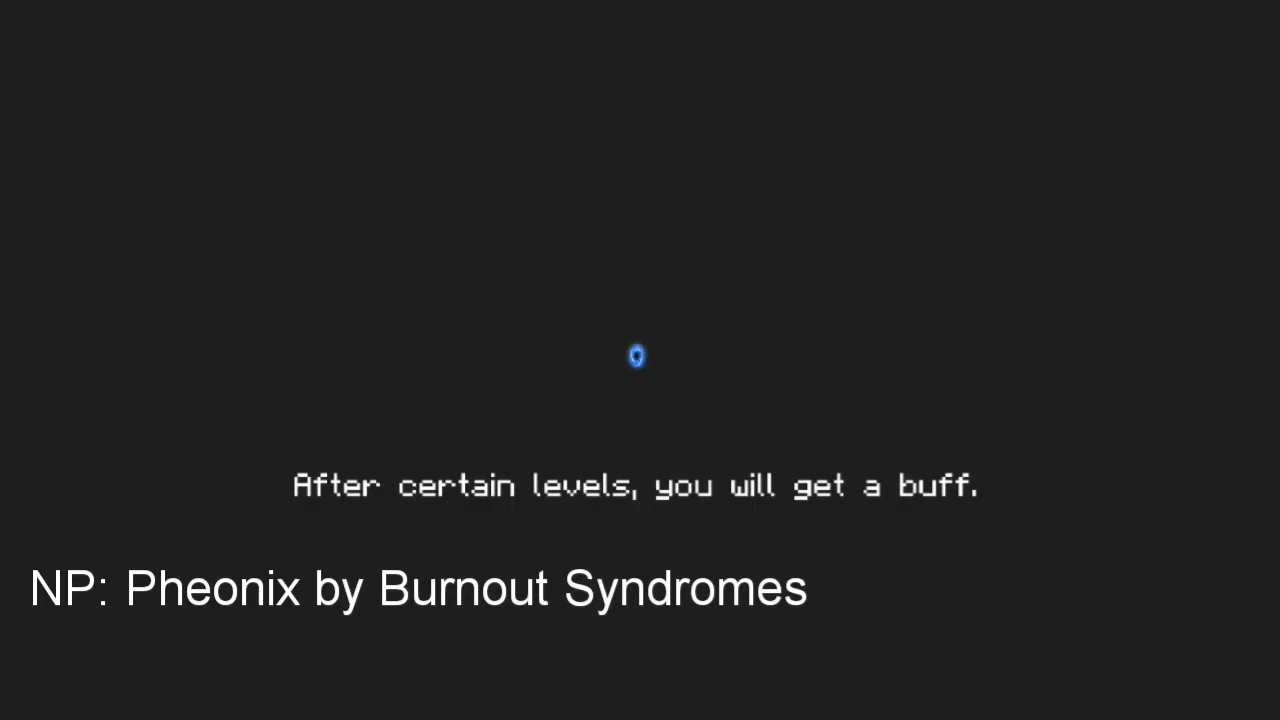 After certain levels, you will get a buff.
NP: Pheonix by Burnout Syndromes